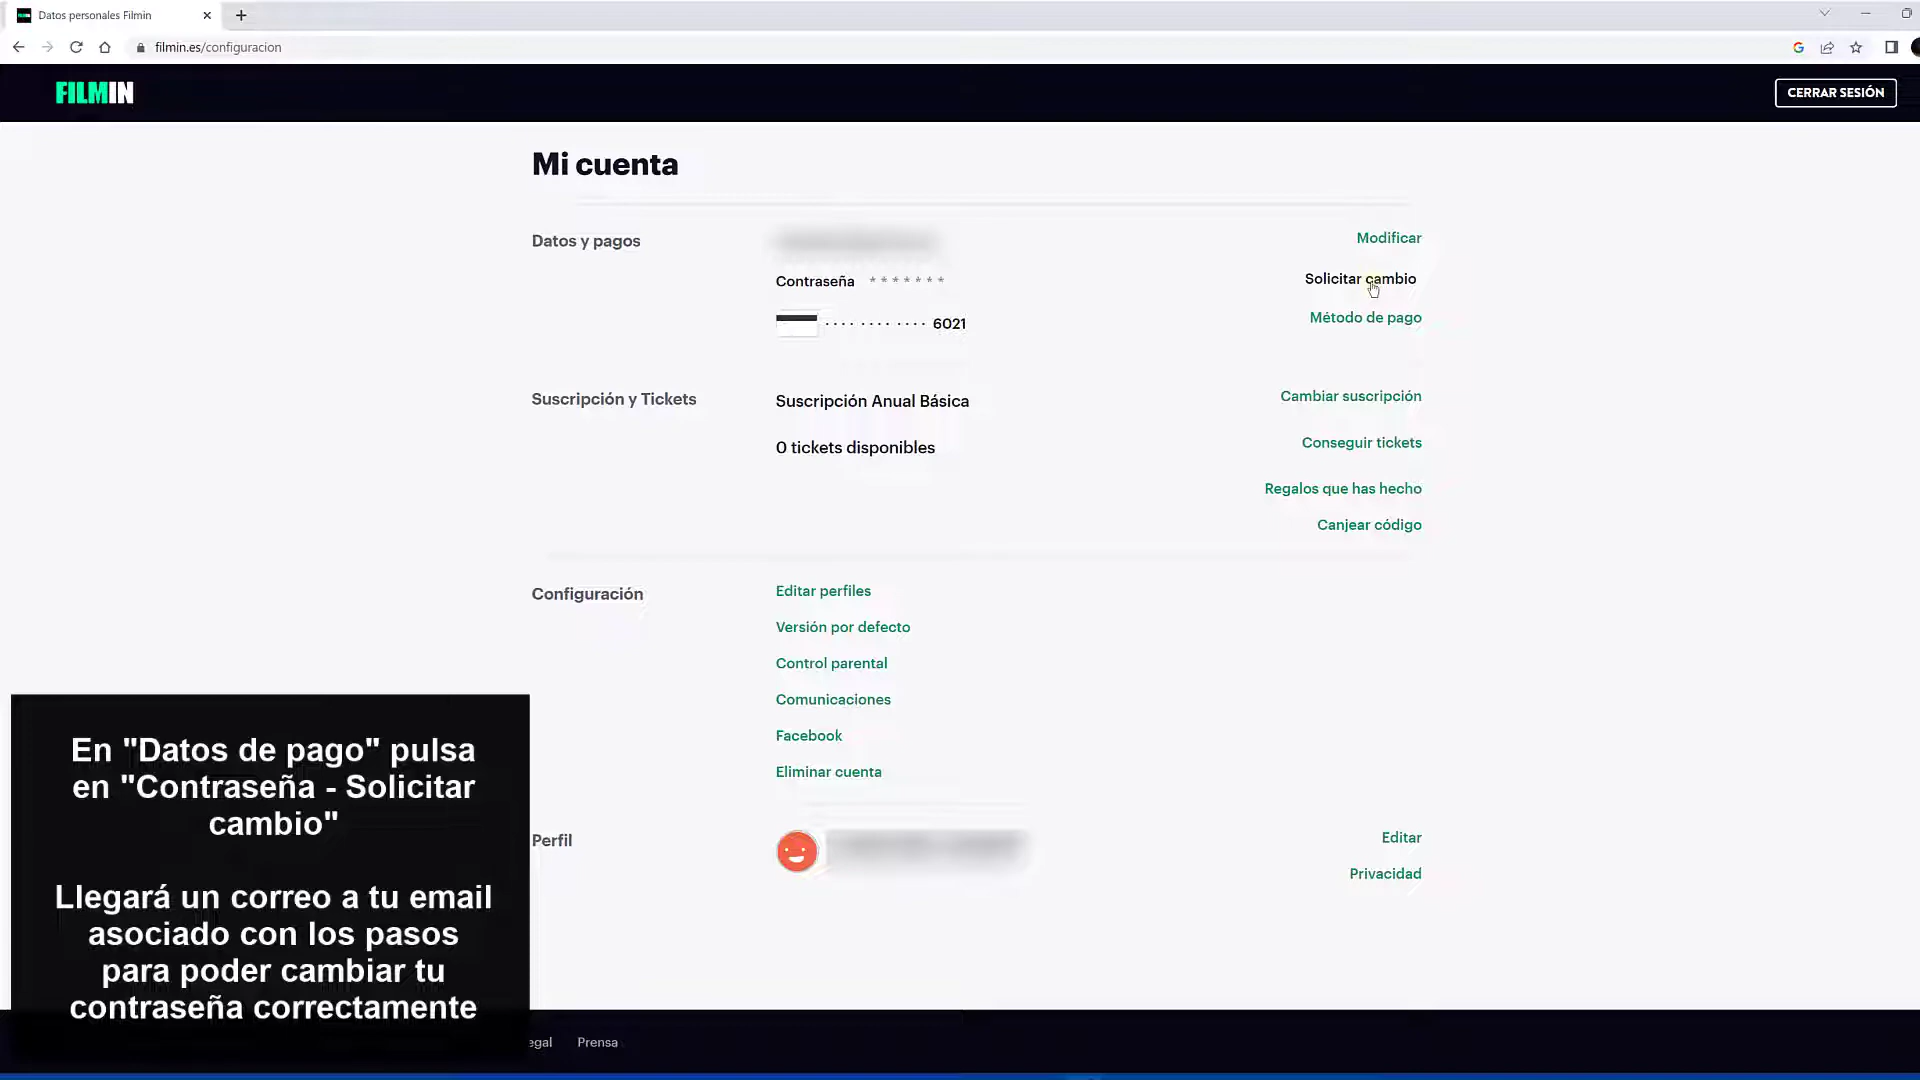 Datos personales Filmin
filmin.es/configuracion
FILMIN
CERRAR SESIÓN
Mi cuenta
Datos y pagos
Modificar
Contraseña *******
Solicitar cambio
···· ···· ···· 6021
Método de pago
Suscripción y Tickets
Suscripción Anual Básica
Cambiar suscripción
0 tickets disponibles
Conseguir tickets
Regalos que has hecho
Canjear código
Configuración
Editar perfiles
Versión por defecto
Control parental
Comunicaciones
Facebook
Eliminar cuenta
Perfil
Editar
Privacidad
En "Datos de pago" pulsa
en "Contraseña - Solicitar
cambio"
Llegará un correo a tu email
asociado con los pasos
para poder cambiar tu
contraseña correctamente
egal
Prensa